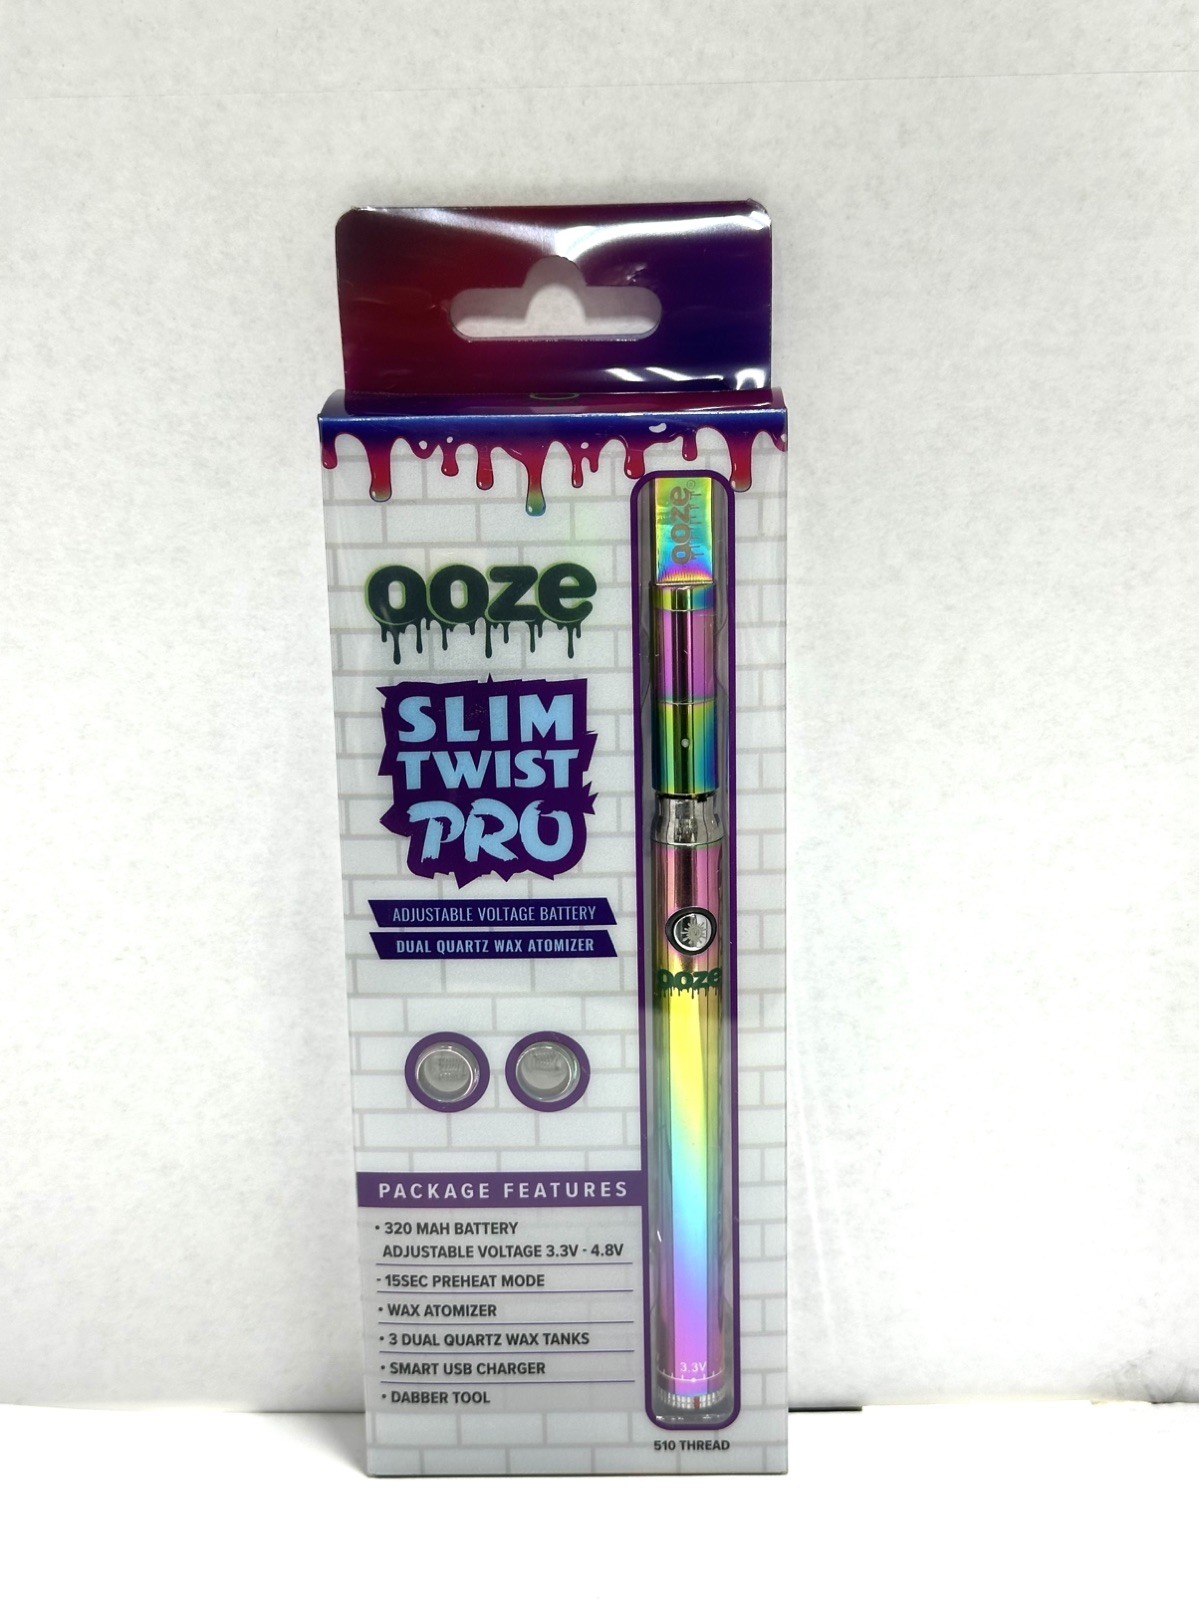 ooze
SLIM
TWIST
PRO
ADJUSTABLE VOLTAGE BATTERY
DUAL QUARTZ WAX ATOMIZER
PACKAGE FEATURES
• 320 MAH BATTERY
ADJUSTABLE VOLTAGE 3.3V - 4.8V
• 15SEC PREHEAT MODE
• WAX ATOMIZER
• 3 DUAL QUARTZ WAX TANKS
• SMART USB CHARGER
• DABBER TOOL
ooze®
ooze
3.3V
510 THREAD